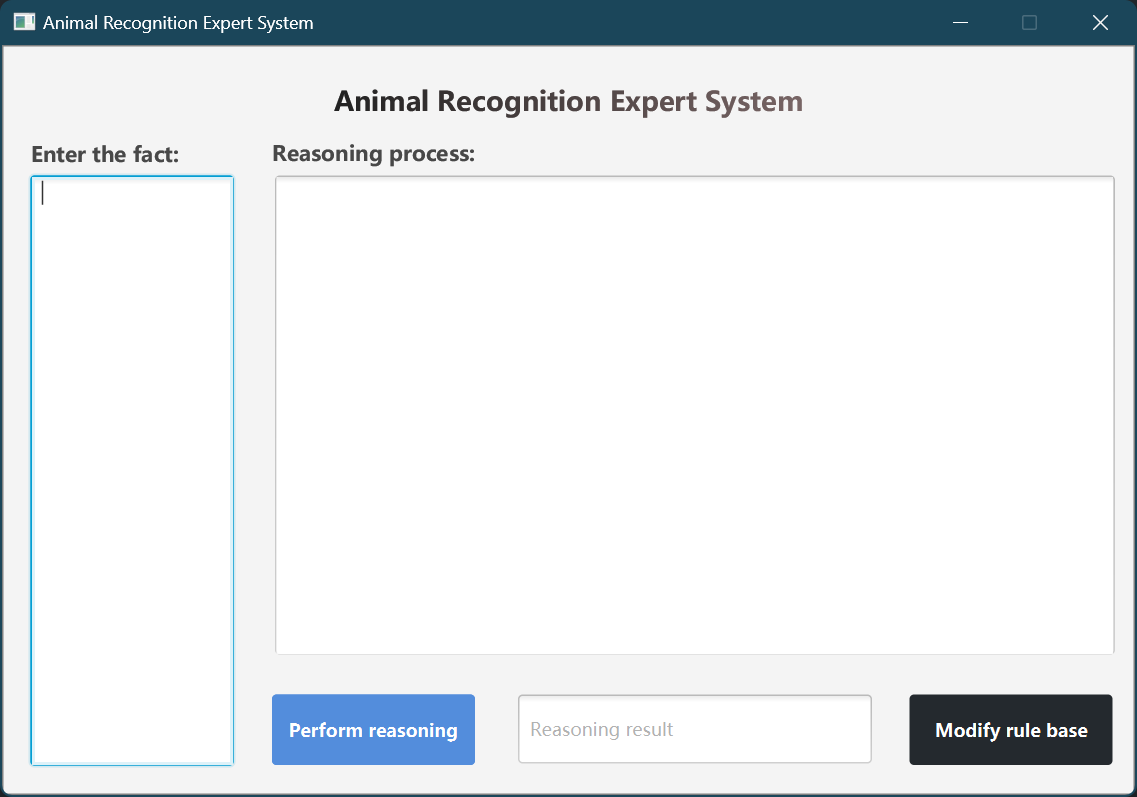 Animal Recognition Expert System
Animal Recognition Expert System
Enter the fact:
Reasoning process:
Perform reasoning
Reasoning result
Modify rule base